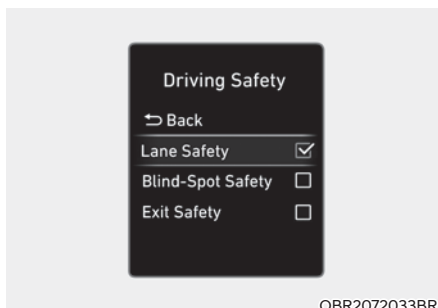 Driving Safety
Back
Lane Safety
Blind-Spot Safety
Exit Safety
OBR2072033BR